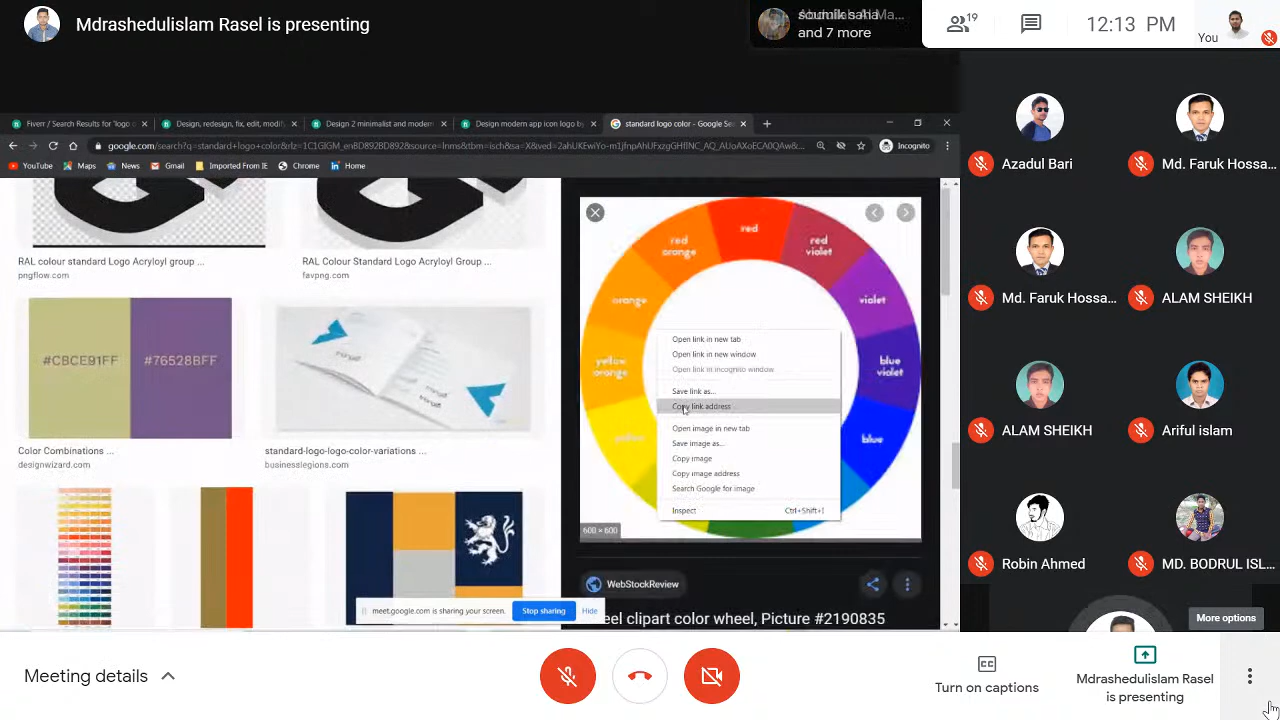 Mdrashedulislam Rasel is presenting
and 7 more
19
12:13 PM
You
Fiverr / Search Results for 'logo
Design, redesign, fix, edit, modif
Design 2 minimalist and modern
Design modern app icon logo by
standard logo color - Google Sea
Incognito
YouTube
Maps
News
Gmail
Imported From IE
Chrome
Home
RAL colour standard Logo Acryloyl group ...
pngflow.com
RAL Colour Standard Logo Acryloyl Group ...
favpng.com
#CBCE91FF
#76528BFF
Color Combinations ...
designwizard.com
standard-logo-logo-color-variations ...
businesslegions.com
red
red orange
red violet
orange
violet
yellow orange
blue violet
yellow
blue
Open link in new tab
Open link in new window
Open link in incognito window
Save link as...
Copy link address
Open image in new tab
Save image as...
Copy image
Copy image address
Search Google for image
Inspect
Ctrl+Shift+I
600 × 600
WebStockReview
eel clipart color wheel, Picture #2190835
meet.google.com is sharing your screen.
Stop sharing
Hide
Azadul Bari
Md. Faruk Hossa...
Md. Faruk Hossa...
ALAM SHEIKH
ALAM SHEIKH
Ariful islam
Robin Ahmed
MD. BODRUL ISL...
More options
Meeting details
CC
Turn on captions
Mdrashedulislam Rasel
is presenting